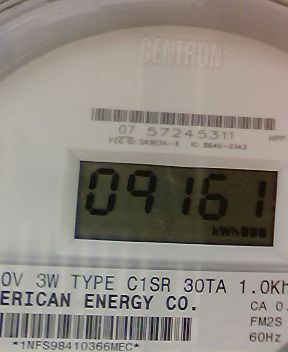 CENTRON®
07 57245311
09161
kWh
0V 3W TYPE C1SR 30TA 1.0Kh
ERICAN ENERGY CO.
CA 0.
FM2S
60Hz
*1NFS98410366MEC*